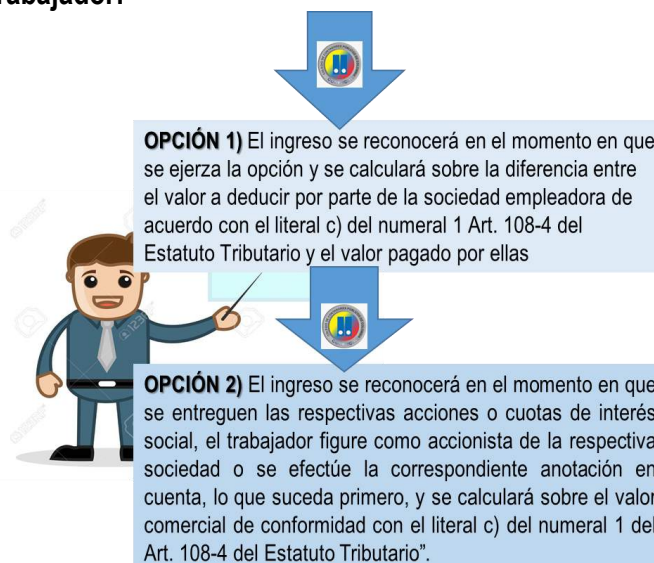 OPCIÓN 1) El ingreso se reconocerá en el momento en que
se ejerza la opción y se calculará sobre la diferencia entre
el valor a deducir por parte de la sociedad empleadora de
acuerdo con el literal c) del numeral 1 Art. 108-4 del
Estatuto Tributario y el valor pagado por ellas
OPCIÓN 2) El ingreso se reconocerá en el momento en que
se entreguen las respectivas acciones o cuotas de interés
social, el trabajador figure como accionista de la respectiva
sociedad o se efectúe la correspondiente anotación en
cuenta, lo que suceda primero, y se calculará sobre el valor
comercial de conformidad con el literal c) del numeral 1 del
Art. 108-4 del Estatuto Tributario”.